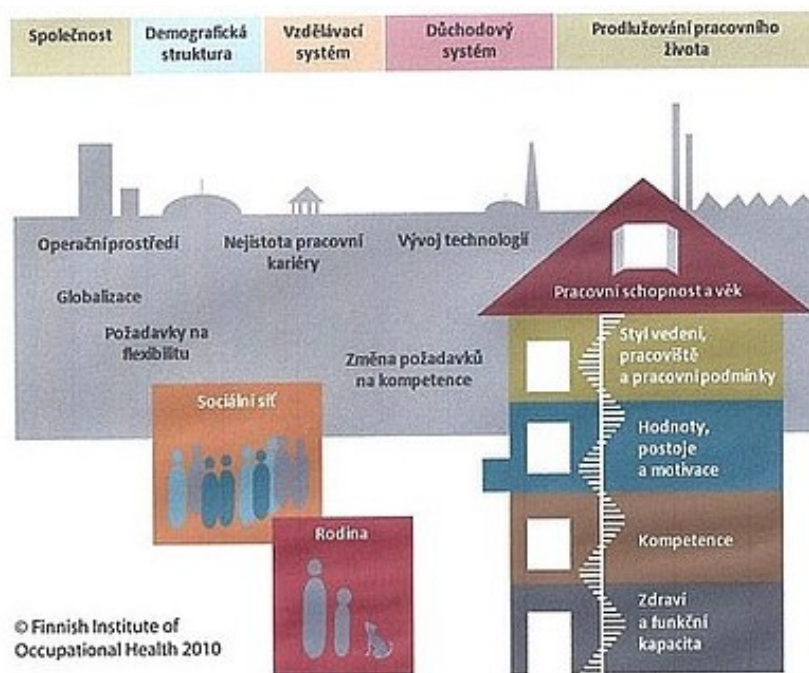 Společnost
Demografická
struktura
Vzdělávací
systém
Důchodový
systém
Prodlužování pracovního
života
Operační prostředí
Nejistota pracovní
kariéry
Vývoj technologií
Globalizace
Požadavky na
flexibilitu
Změna požadavků
na kompetence
Sociální síť
Rodina
Pracovní schopnost a věk
Styl vedení,
pracoviště
a pracovní podmínky
Hodnoty,
postoje
a motivace
Kompetence
Zdraví
a funkční
kapacita
© Finnish Institute of
Occupational Health 2010